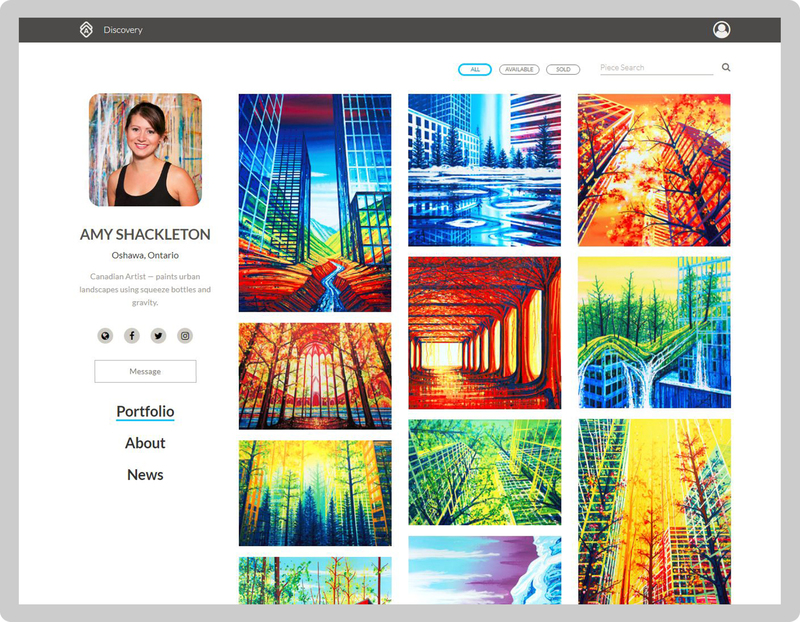 Discovery
ALL
AVAILABLE
SOLD
Piece Search
AMY SHACKLETON
Oshawa, Ontario
Canadian Artist — paints urban
landscapes using squeeze bottles and
gravity.
Message
Portfolio
About
News